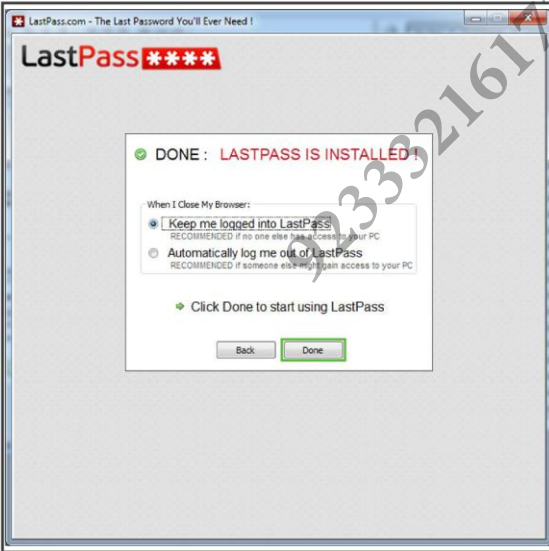 LastPass.com - The Last Password You'll Ever Need !
LastPass ****
DONE : LASTPASS IS INSTALLED !
When I Close My Browser:
Keep me logged into LastPass
RECOMMENDED if no one else has access to your PC
Automatically log me out of LastPass
RECOMMENDED if someone else might gain access to your PC
Click Done to start using LastPass
Back Done
9233321617